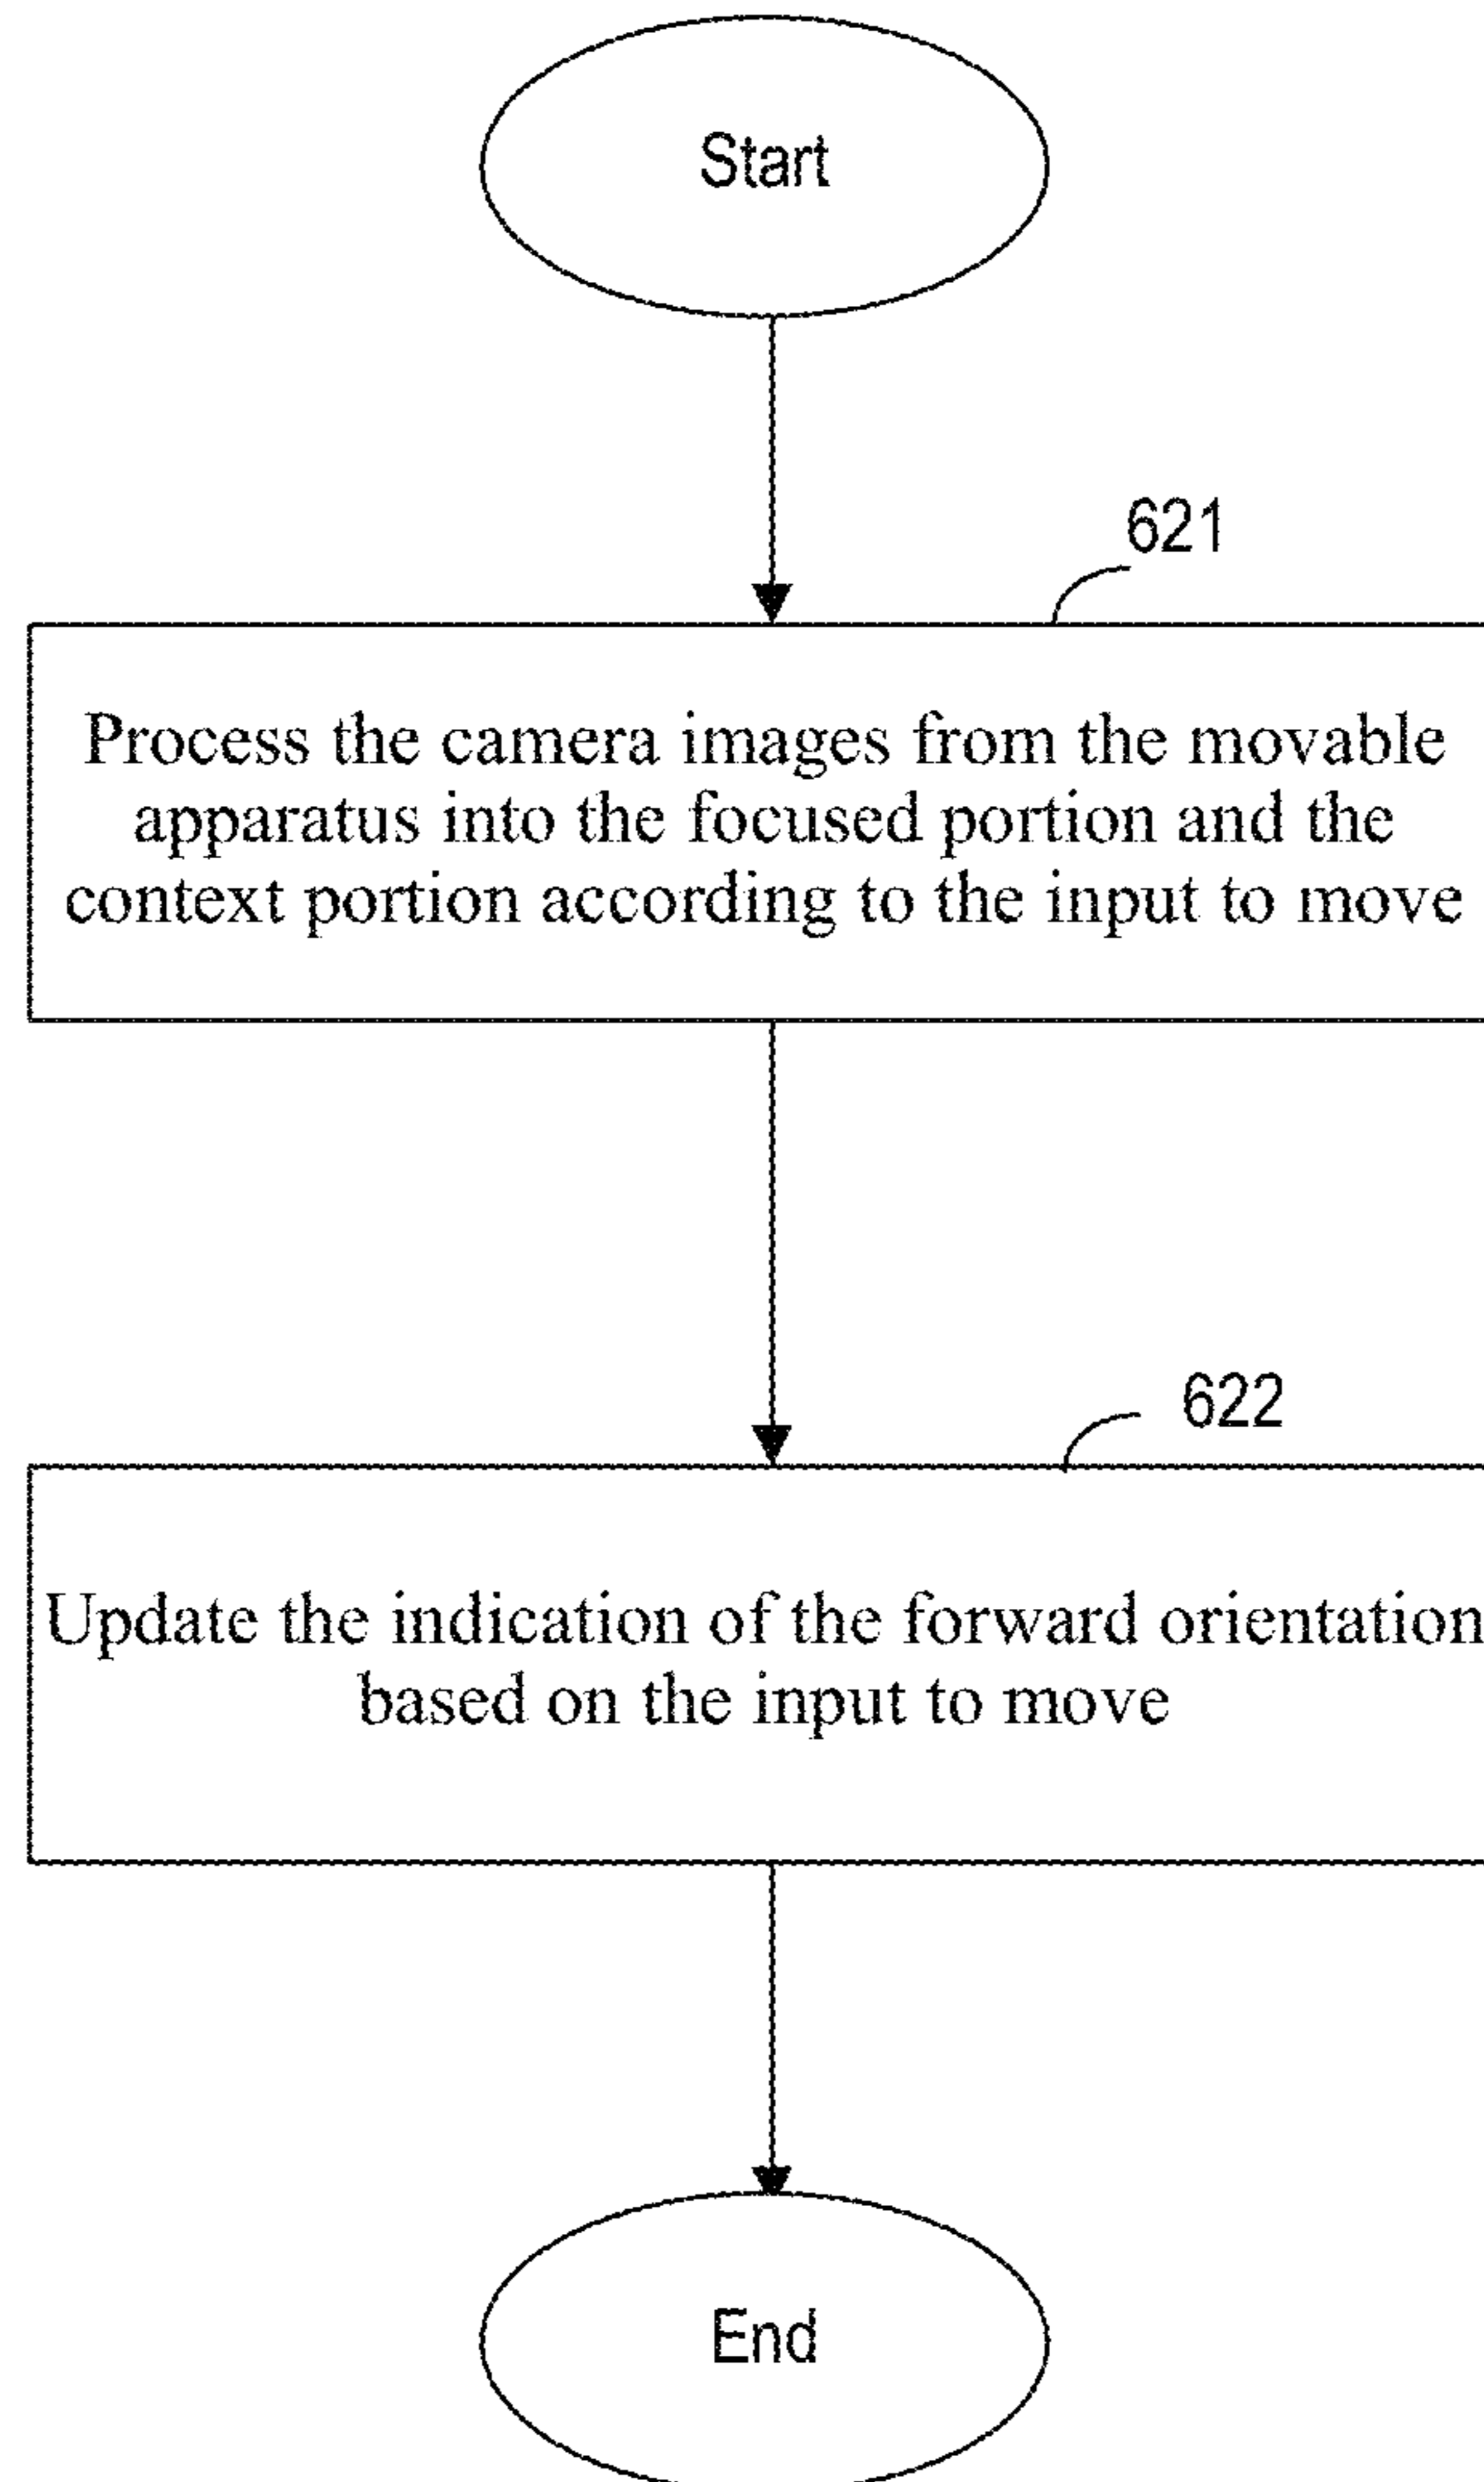 Start
621
Process the camera images from the movable
apparatus into the focused portion and the
context portion according to the input to move
622
Update the indication of the forward orientation
based on the input to move
End